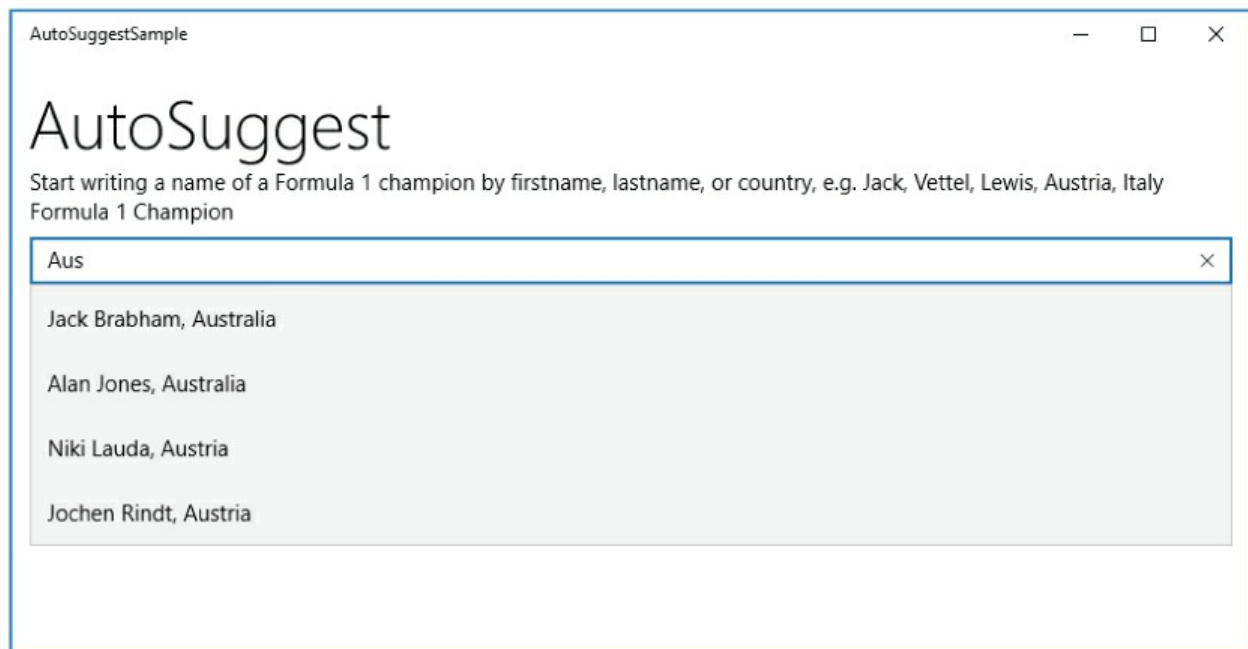 AutoSuggestSample
AutoSuggest
Start writing a name of a Formula 1 champion by firstname, lastname, or country, e.g. Jack, Vettel, Lewis, Austria, Italy
Formula 1 Champion
Aus
Jack Brabham, Australia
Alan Jones, Australia
Niki Lauda, Austria
Jochen Rindt, Austria